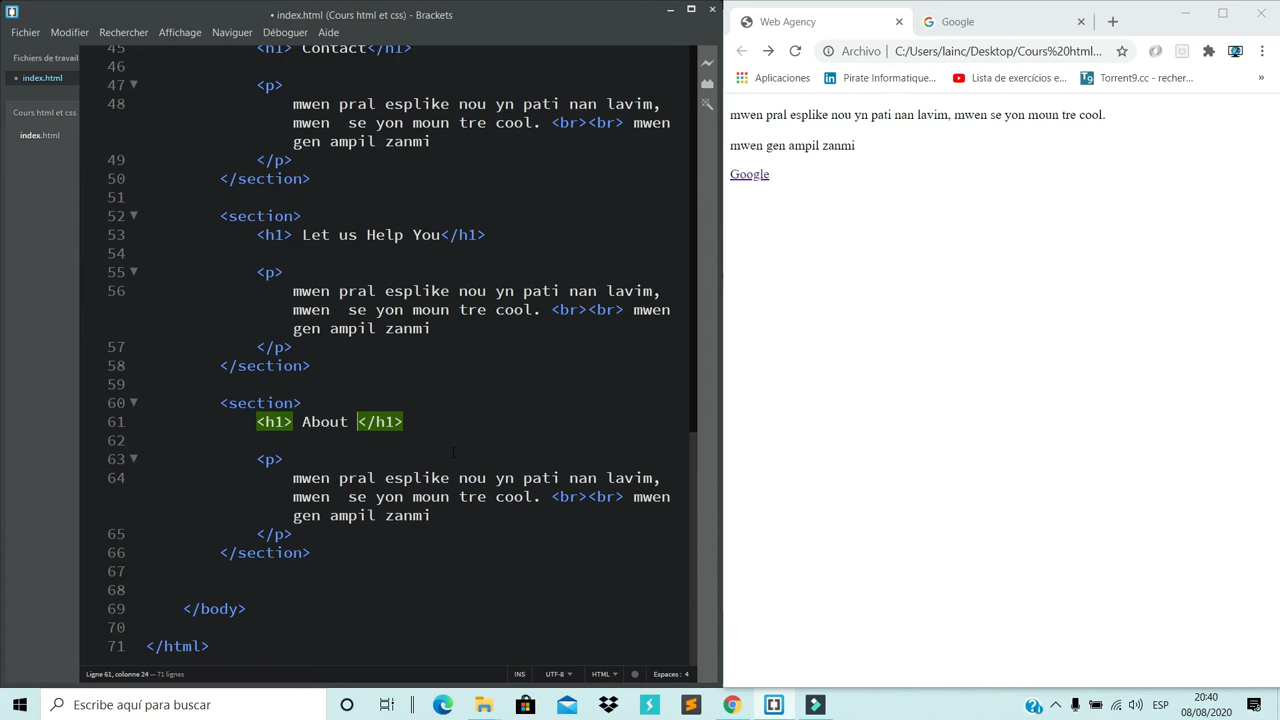 • index.html (Cours html et css) - Brackets
Fichier Modifier Rechercher Affichage Naviguer Déboguer Aide
Fichiers de travail
• index.html
Cours html et css
index.html
45 <h1> Contact</h1>
46
47 <p>
48 mwen pral esplike nou yn pati nan lavim,
mwen se yon moun tre cool. <br><br> mwen
gen ampil zanmi
49 </p>
50 </section>
51
52 <section>
53 <h1> Let us Help You</h1>
54
55 <p>
56 mwen pral esplike nou yn pati nan lavim,
mwen se yon moun tre cool. <br><br> mwen
gen ampil zanmi
57 </p>
58 </section>
59
60 <section>
61 <h1> About </h1>
62
63 <p>
64 mwen pral esplike nou yn pati nan lavim,
mwen se yon moun tre cool. <br><br> mwen
gen ampil zanmi
65 </p>
66 </section>
67
68
69 </body>
70
71 </html>
Ligne 61, colonne 24 — 71 lignes
INS UTF-8 HTML Espaces : 4
Web Agency
Google
Archivo C:/Users/lainc/Desktop/Cours%20html...
Aplicaciones Pirate Informatique... Lista de exercícios e... Torrent9.cc - recher... »
mwen pral esplike nou yn pati nan lavim, mwen se yon moun tre cool.
mwen gen ampil zanmi
Google
Escribe aquí para buscar
ESP
20:40
08/08/2020